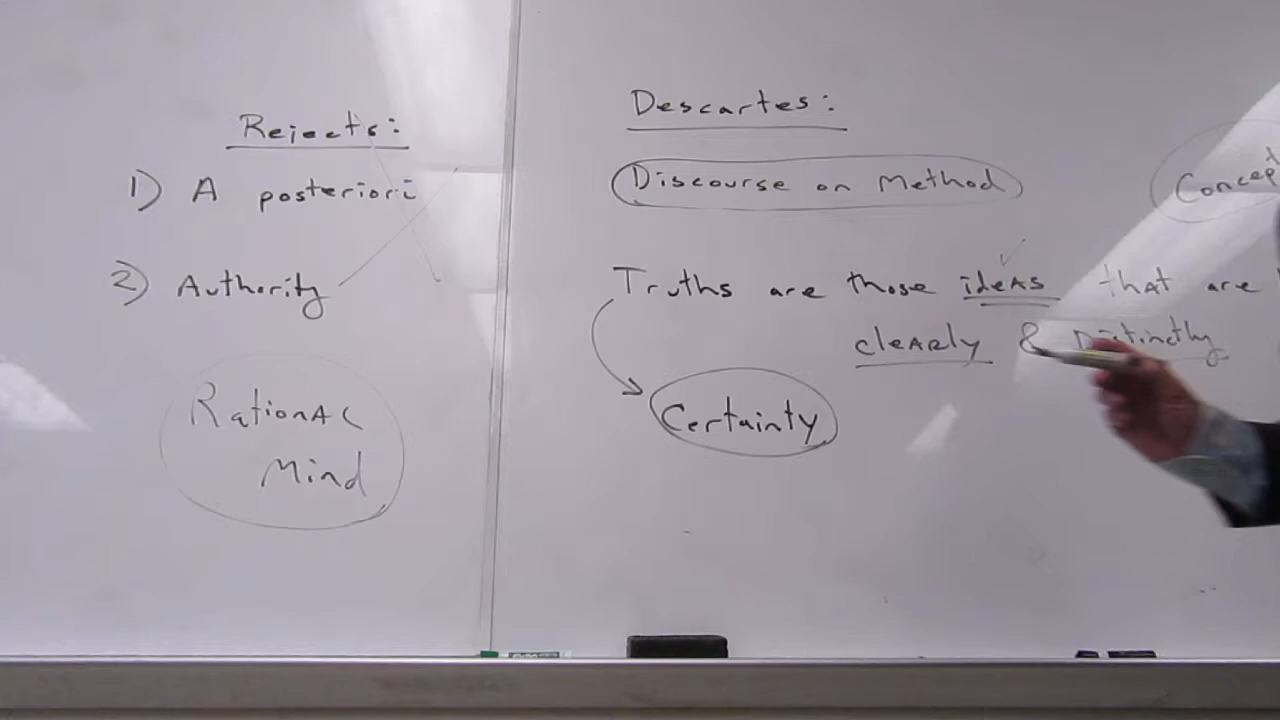 Rejects:
1) A posteriori
2) Authority
Rational
Mind
Descartes:
Discourse on Method
Truths are those ideas that are
clearly & Distinctly
Certainty
Concept